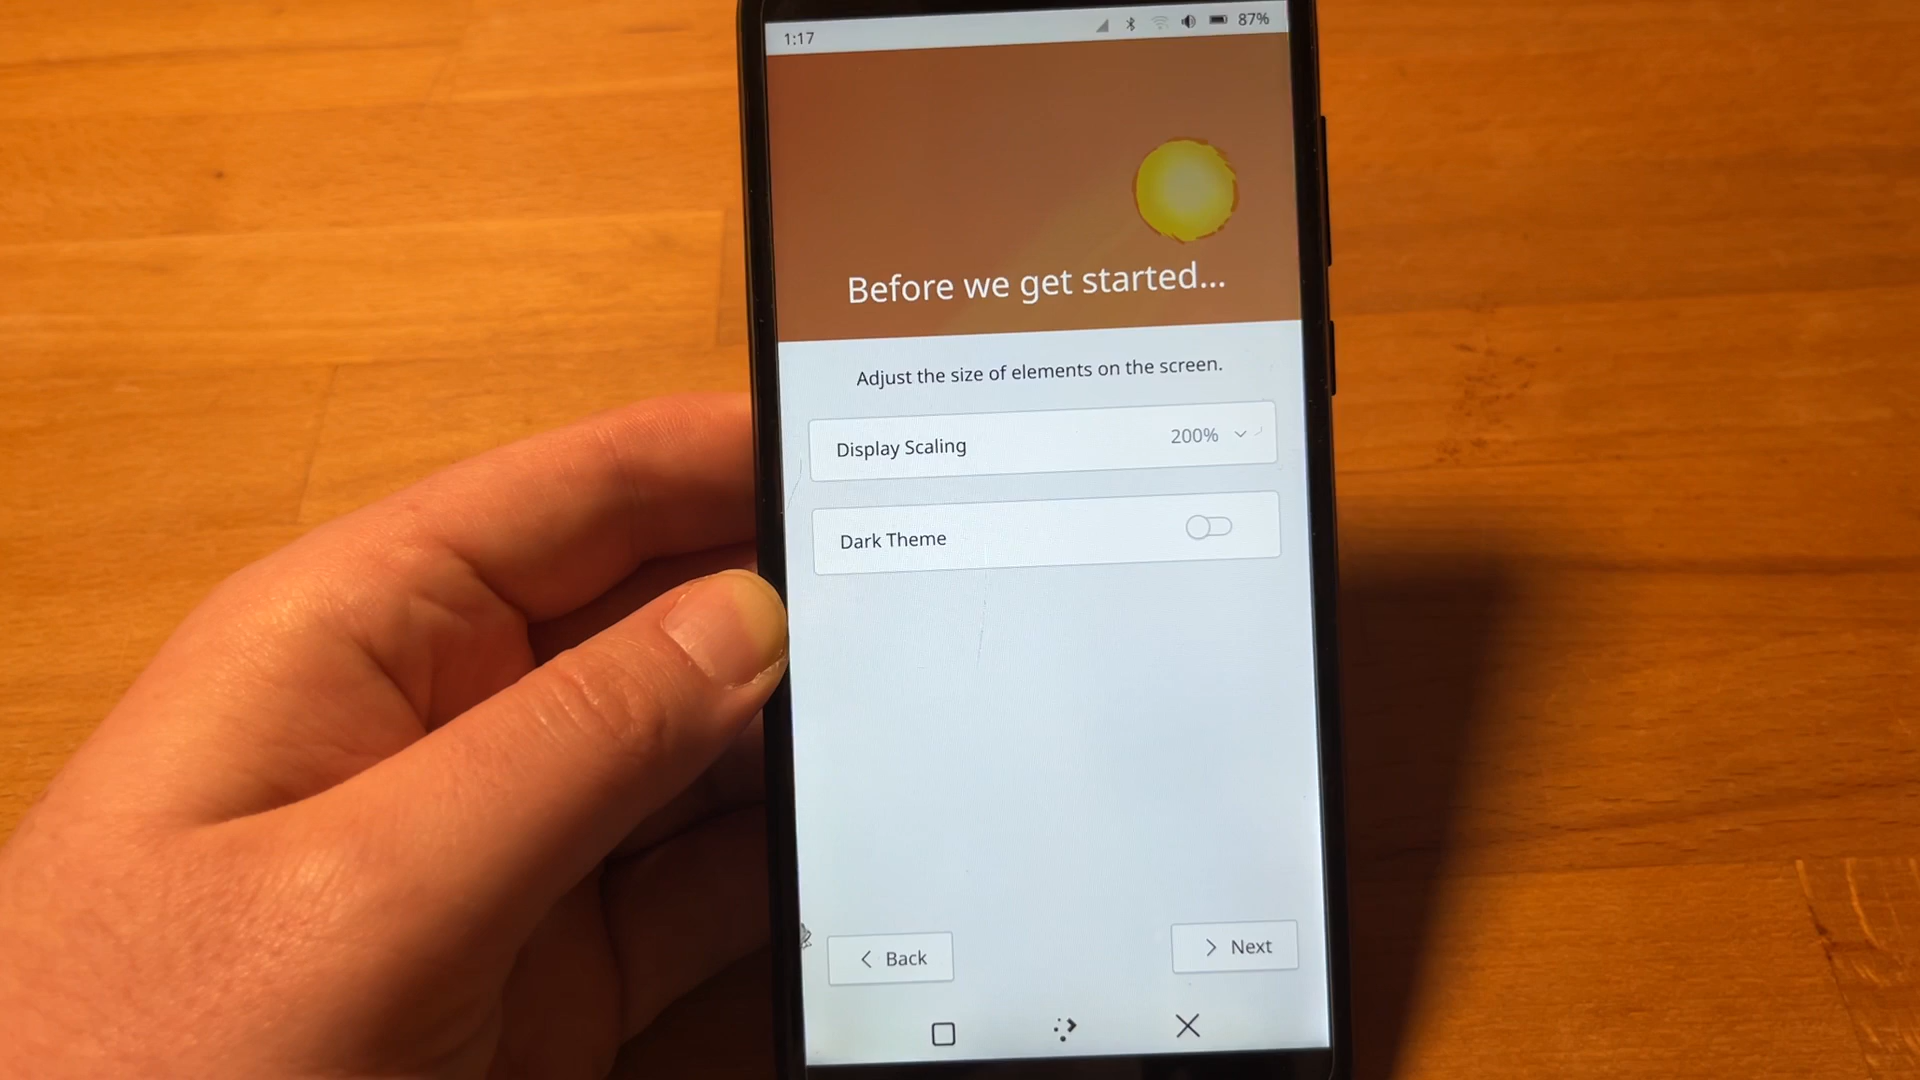 1:17 87%
Before we get started...
Adjust the size of elements on the screen.
Display Scaling 200%
Dark Theme
Back Next